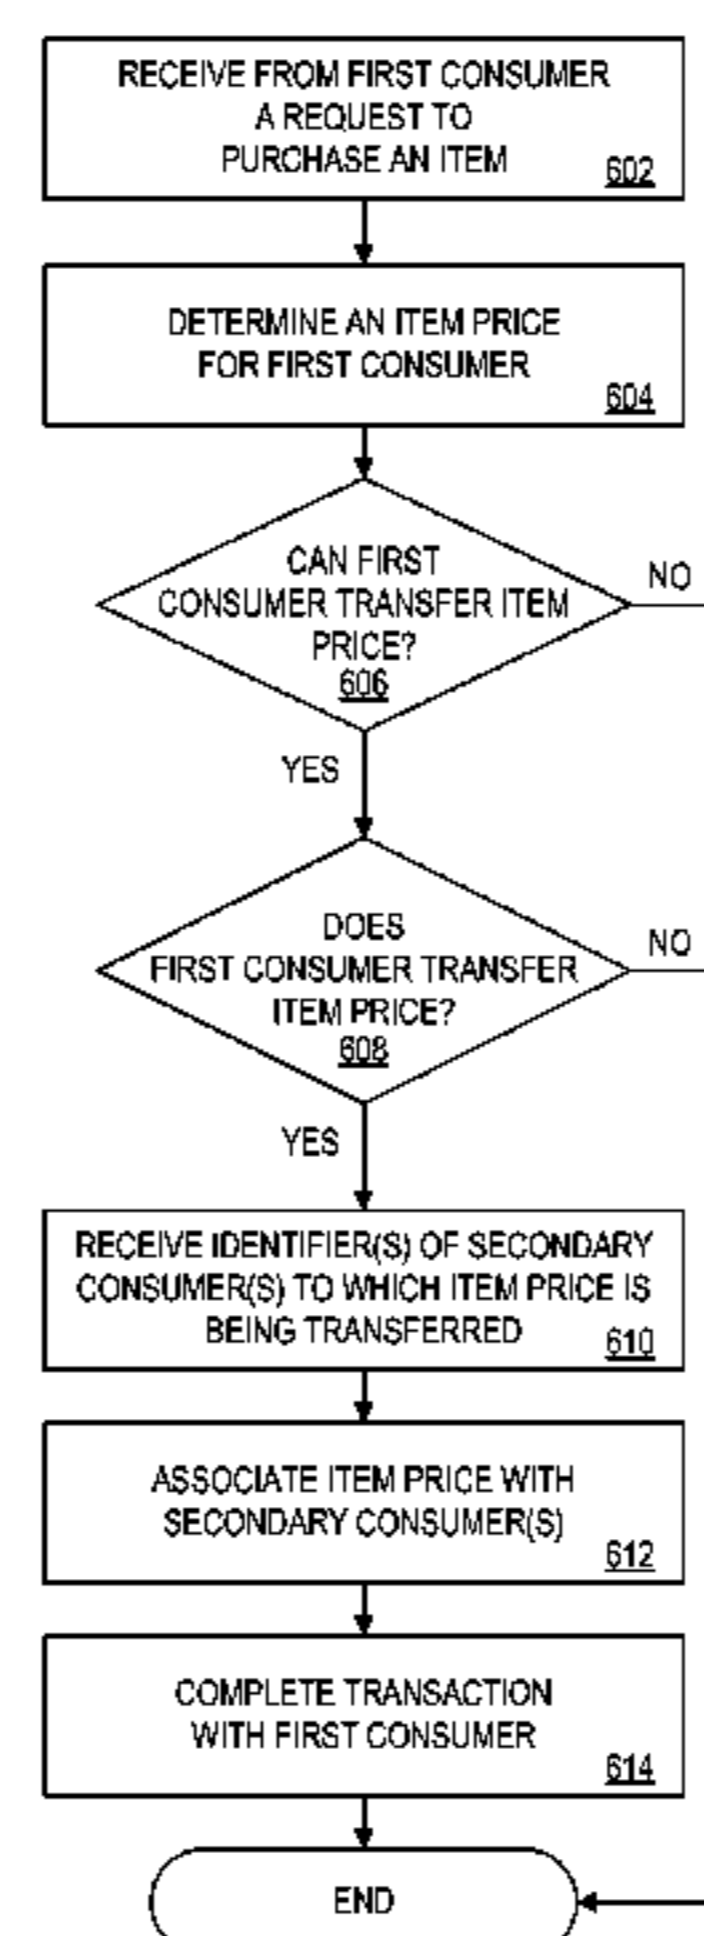 RECEIVE FROM FIRST CONSUMER
A REQUEST TO
PURCHASE AN ITEM
602
DETERMINE AN ITEM PRICE
FOR FIRST CONSUMER
604
CAN FIRST
CONSUMER TRANSFER ITEM
PRICE?
606
NO
YES
DOES
FIRST CONSUMER TRANSFER
ITEM PRICE?
608
NO
YES
RECEIVE IDENTIFIER(S) OF SECONDARY
CONSUMER(S) TO WHICH ITEM PRICE IS
BEING TRANSFERRED
610
ASSOCIATE ITEM PRICE WITH
SECONDARY CONSUMER(S)
612
COMPLETE TRANSACTION
WITH FIRST CONSUMER
614
END